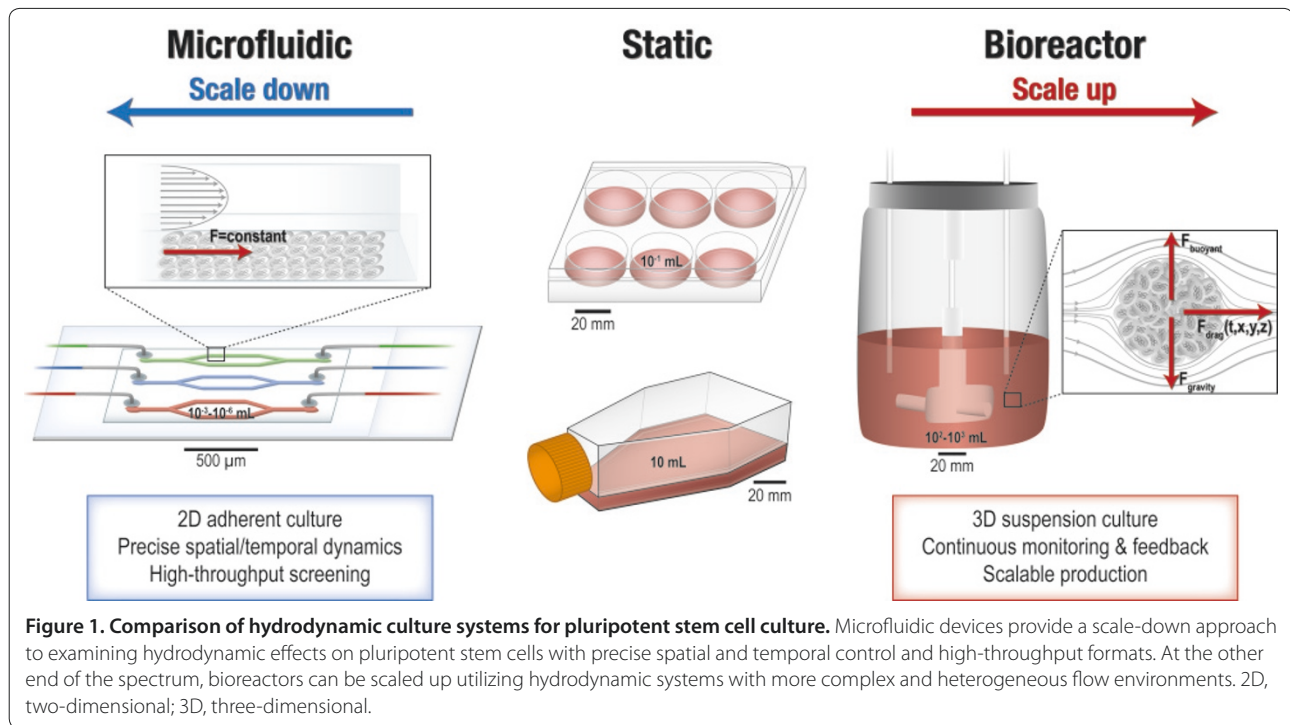 Microfluidic
Scale down
Static
Bioreactor
Scale up
F=constant
10⁻³-10⁻⁶ mL
500 µm
10⁻¹ mL
20 mm
10 mL
20 mm
F_buoyant
F_drag(t,x,y,z)
F_gravity
10²-10³ mL
20 mm
2D adherent culture
Precise spatial/temporal dynamics
High-throughput screening
3D suspension culture
Continuous monitoring & feedback
Scalable production
Figure 1. Comparison of hydrodynamic culture systems for pluripotent stem cell culture. Microfluidic devices provide a scale-down approach
to examining hydrodynamic effects on pluripotent stem cells with precise spatial and temporal control and high-throughput formats. At the other
end of the spectrum, bioreactors can be scaled up utilizing hydrodynamic systems with more complex and heterogeneous flow environments. 2D,
two-dimensional; 3D, three-dimensional.